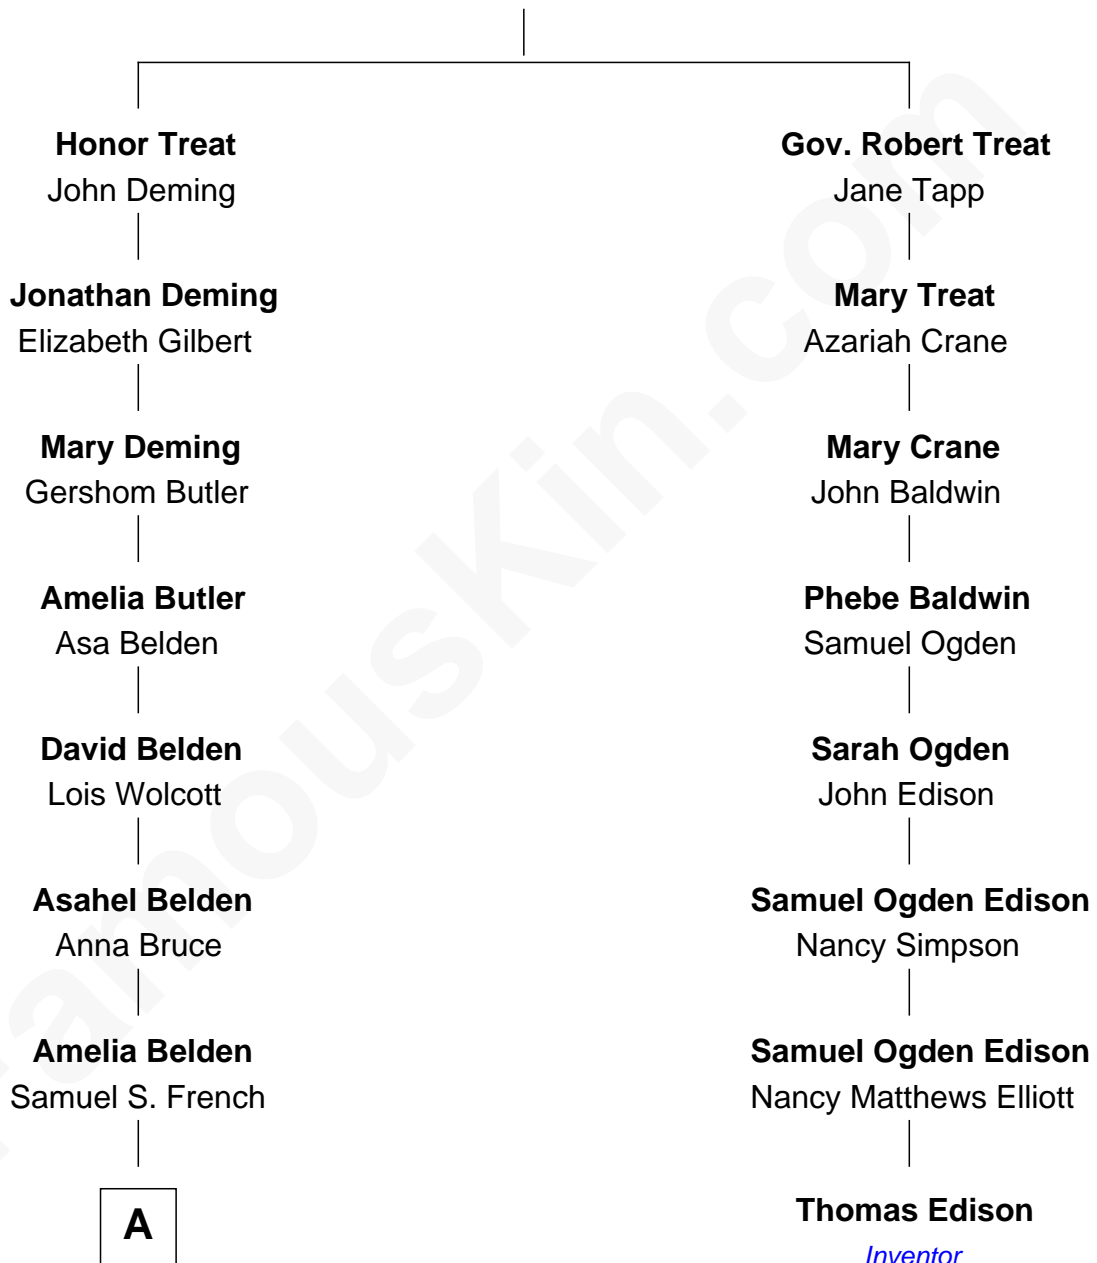 Honor Treat
John Deming
Gov. Robert Treat
Jane Tapp
Jonathan Deming
Elizabeth Gilbert
Mary Treat
Azariah Crane
Mary Deming
Gershom Butler
Mary Crane
John Baldwin
Amelia Butler
Asa Belden
Phebe Baldwin
Samuel Ogden
David Belden
Lois Wolcott
Sarah Ogden
John Edison
Asahel Belden
Anna Bruce
Samuel Ogden Edison
Nancy Simpson
Amelia Belden
Samuel S. French
Samuel Ogden Edison
Nancy Matthews Elliott
A
Thomas Edison
Inventor
FamousKin.com